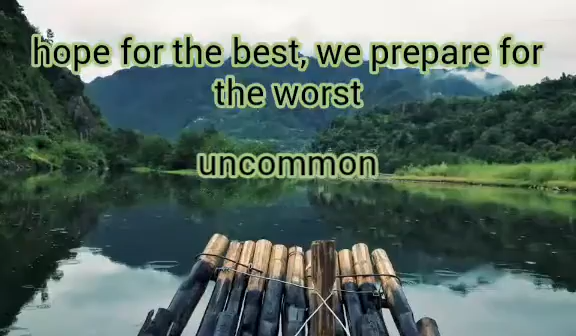 hope for the best, we prepare for
the worst
uncommon